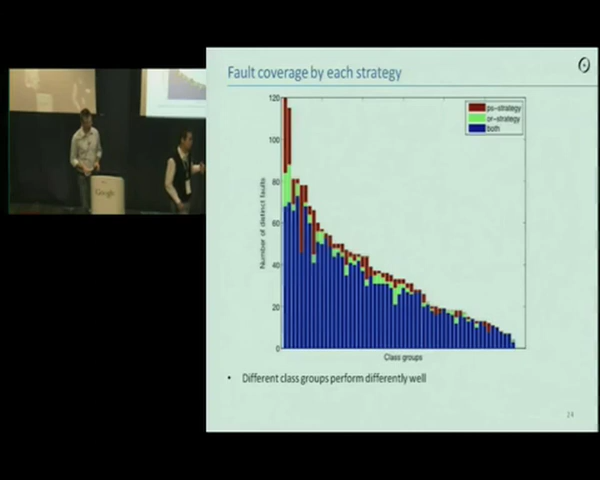 Fault coverage by each strategy
120
100
80
60
40
20
0
Number of distinct faults
ps-strategy
or-strategy
both
Class groups
• Different class groups perform differently well
Google